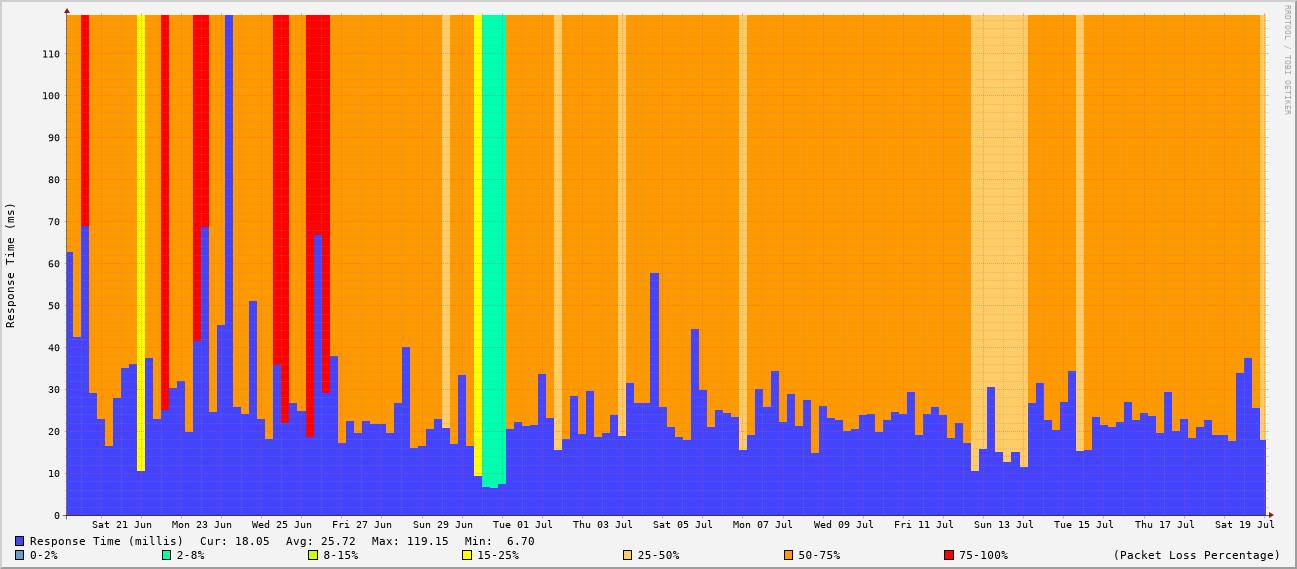 RRDTOOL / TOBI OETIKER
Response Time (ms)
110
100
90
80
70
60
50
40
30
20
10
0
Sat 21 Jun Mon 23 Jun Wed 25 Jun Fri 27 Jun Sun 29 Jun Tue 01 Jul Thu 03 Jul Sat 05 Jul Mon 07 Jul Wed 09 Jul Fri 11 Jul Sun 13 Jul Tue 15 Jul Thu 17 Jul Sat 19 Jul
Response Time (millis) Cur: 18.05 Avg: 25.72 Max: 119.15 Min: 6.70
0-2% 2-8% 8-15% 15-25% 25-50% 50-75% 75-100% (Packet Loss Percentage)